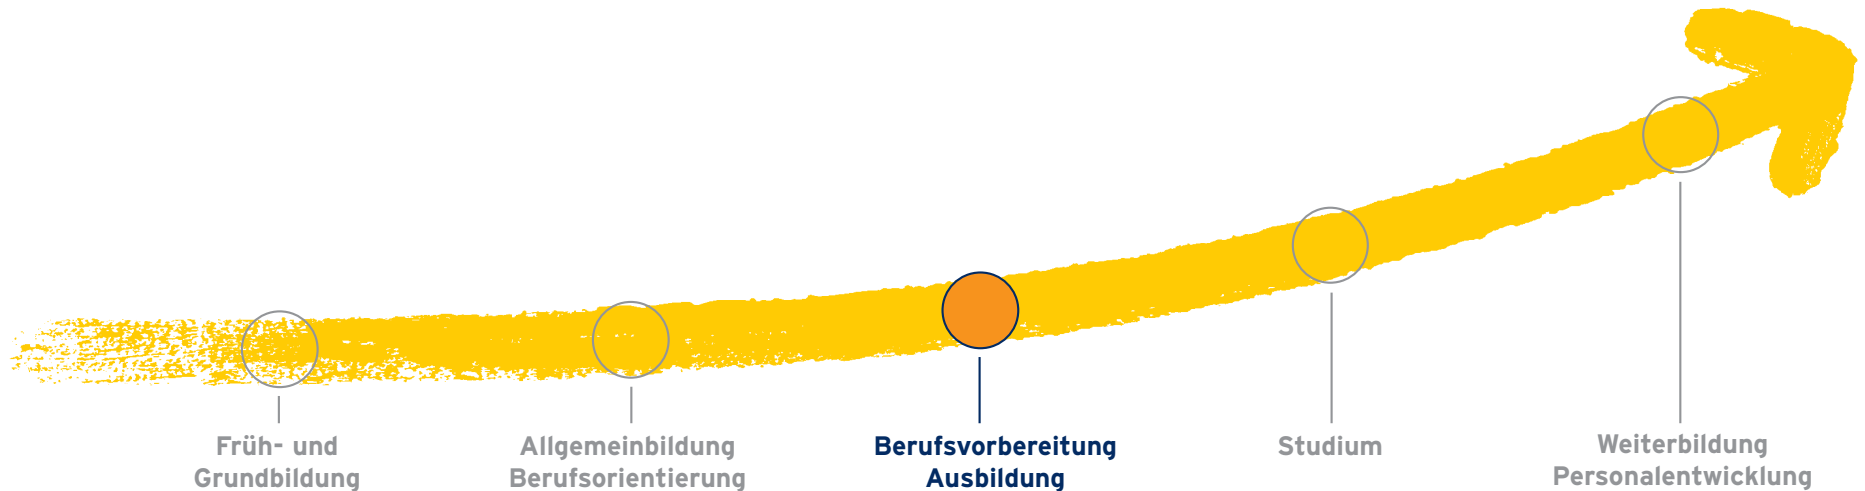 Früh- und
Grundbildung
Allgemeinbildung
Berufsorientierung
Berufsvorbereitung
Ausbildung
Studium
Weiterbildung
Personalentwicklung